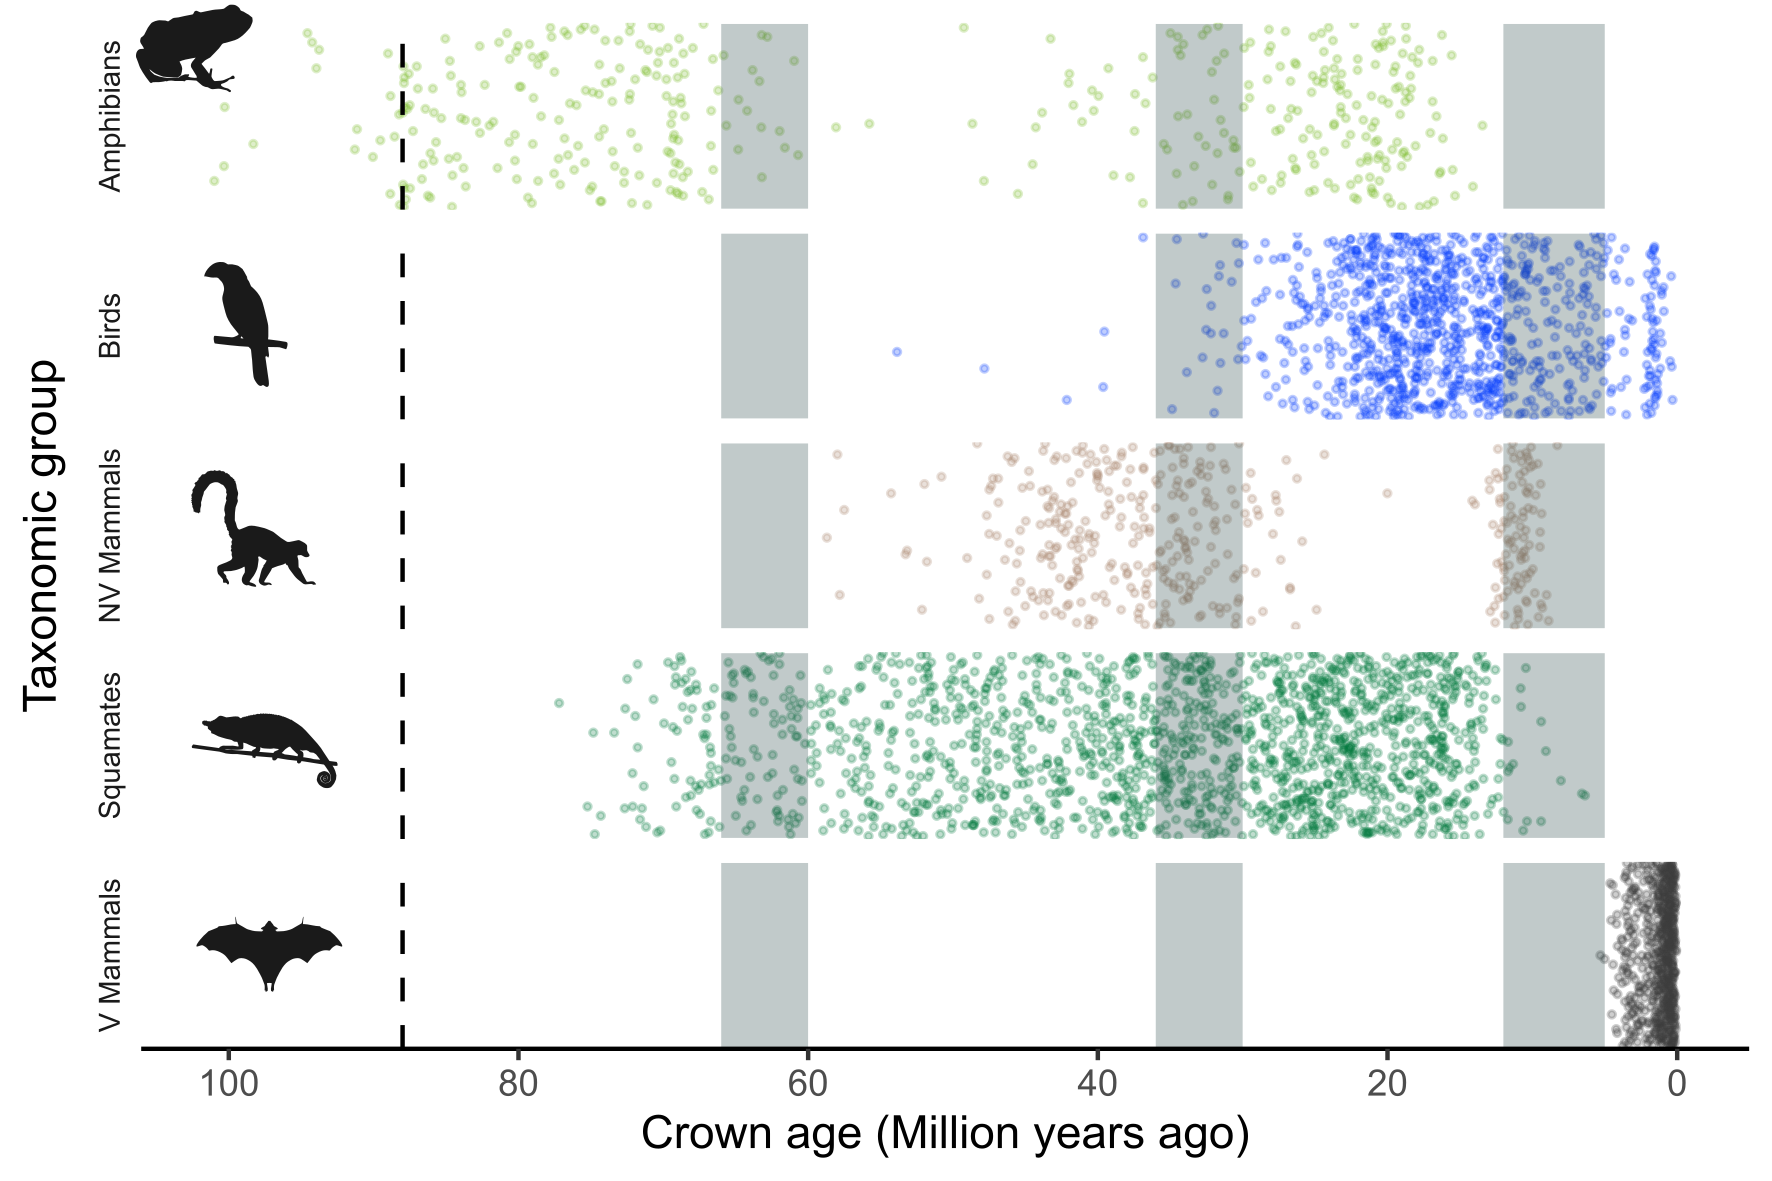 Taxonomic group
Amphibians
Birds
NV Mammals
Squamates
V Mammals
100 80 60 40 20 0
Crown age (Million years ago)